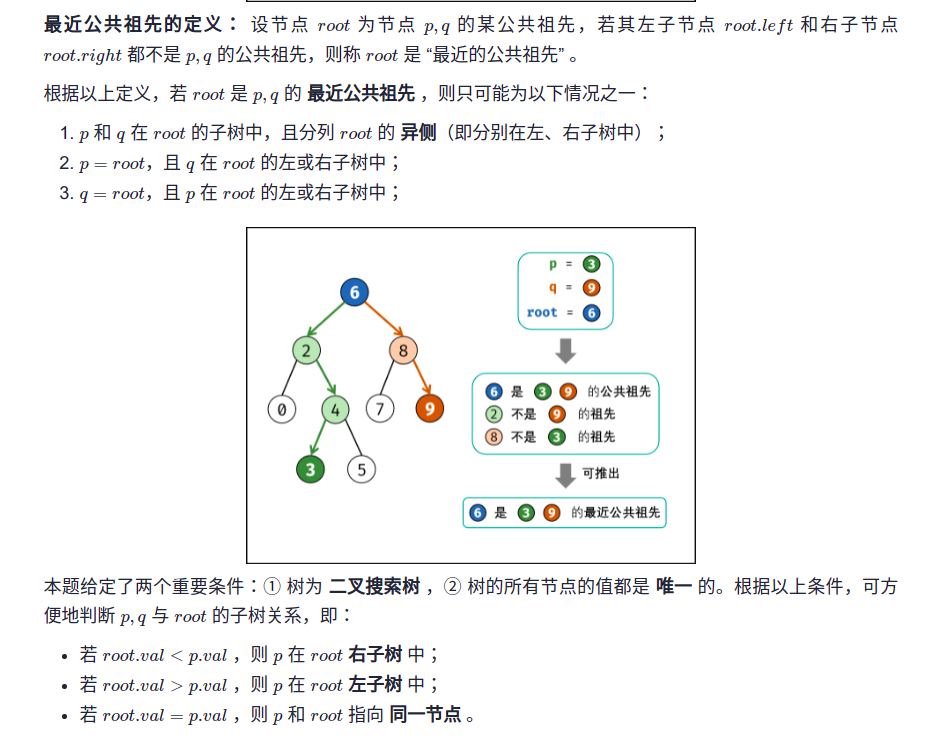 最近公共祖先的定义： 设节点 root 为节点 p, q 的某公共祖先，若其左子节点 root.left 和右子节点
root.right 都不是 p, q 的公共祖先，则称 root 是 “最近的公共祖先” 。
根据以上定义，若 root 是 p, q 的 最近公共祖先 ，则只可能为以下情况之一：
1. p 和 q 在 root 的子树中，且分列 root 的 异侧（即分别在左、右子树中）；
2. p = root，且 q 在 root 的左或右子树中；
3. q = root，且 p 在 root 的左或右子树中；
6
2
8
0
4
7
9
3
5
p = 3
q = 9
root = 6
6 是 3 9 的公共祖先
2 不是 9 的祖先
8 不是 3 的祖先
可推出
6 是 3 9 的最近公共祖先
本题给定了两个重要条件：① 树为 二叉搜索树 ，② 树的所有节点的值都是 唯一 的。根据以上条件，可方
便地判断 p, q 与 root 的子树关系，即：
• 若 root.val < p.val ，则 p 在 root 右子树 中；
• 若 root.val > p.val ，则 p 在 root 左子树 中；
• 若 root.val = p.val ，则 p 和 root 指向 同一节点 。